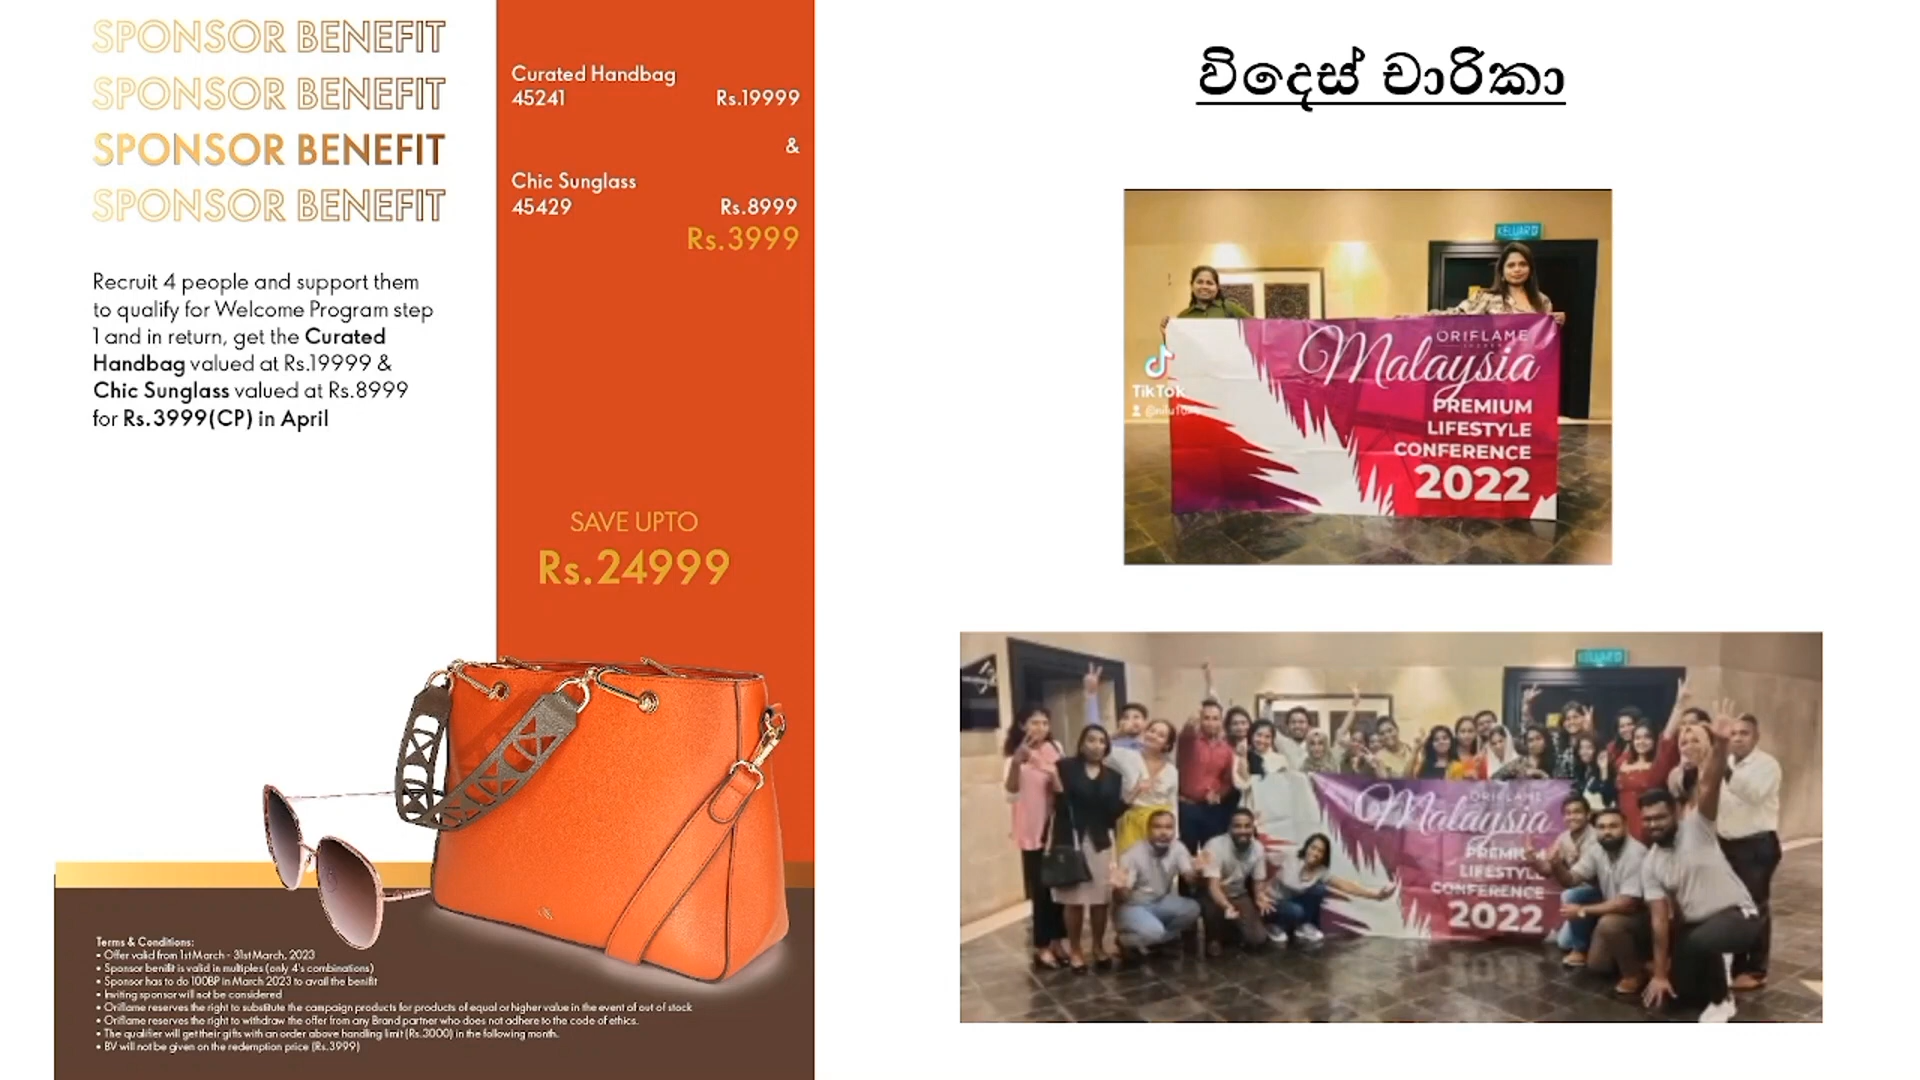 SPONSOR BENEFIT
SPONSOR BENEFIT
SPONSOR BENEFIT
SPONSOR BENEFIT
Recruit 4 people and support them
to qualify for Welcome Program step
1 and in return, get the Curated
Handbag valued at Rs.19999 &
Chic Sunglass valued at Rs.8999
for Rs.3999(CP) in April
Curated Handbag
45241 Rs.19999
&
Chic Sunglass
45429 Rs.8999
Rs.3999
SAVE UPTO
Rs.24999
Terms & Conditions:
• Offer valid from 1st March - 31st March, 2023
• Sponsor benifit is valid in multiples (only 4's combinations)
• Sponsor has to do 100BP in March 2023 to avail the benifit
• Inviting sponsor will not be considered
• Oriflame reserves the right to substitute the campaign products for products of equal or higher value in the event of out of stock
• Oriflame reserves the right to withdraw the offer from any Brand partner who does not adhere to the code of ethics.
• The qualifier will get their gifts with an order above handling limit (Rs.3000) in the following month.
• BV will not be given on the redemption price (Rs.3999)
විදෙස් චාරිකා
KELUAR
ORIFLAME
Malaysia
PREMIUM
LIFESTYLE
CONFERENCE
2022
TikTok
KELUAR
ORIFLAME
Malaysia
LIFESTYLE
CONFERENCE
2022